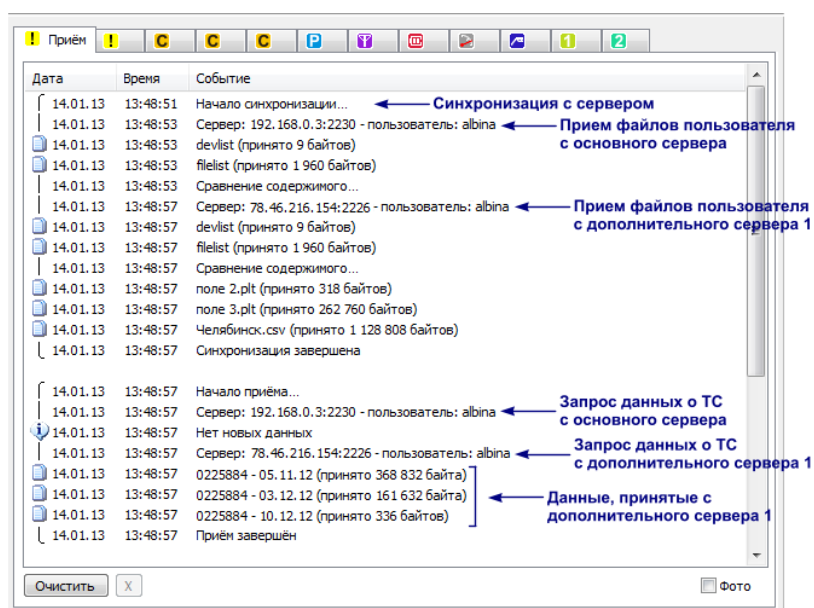 ! Приём ! C C C P 1 2
Дата Время Событие
14.01.13 13:48:51 Начало синхронизации... Синхронизация с сервером
14.01.13 13:48:53 Сервер: 192.168.0.3:2230 - пользователь: albina Прием файлов пользователя
с основного сервера
14.01.13 13:48:53 devlist (принято 9 байтов)
14.01.13 13:48:53 filelist (принято 1 960 байтов)
14.01.13 13:48:53 Сравнение содержимого...
14.01.13 13:48:57 Сервер: 78.46.216.154:2226 - пользователь: albina Прием файлов пользователя
с дополнительного сервера 1
14.01.13 13:48:57 devlist (принято 9 байтов)
14.01.13 13:48:57 filelist (принято 1 960 байтов)
14.01.13 13:48:57 Сравнение содержимого...
14.01.13 13:48:57 поле 2.plt (принято 318 байтов)
14.01.13 13:48:57 поле 3.plt (принято 262 760 байтов)
14.01.13 13:48:57 Челябинск.csv (принято 1 128 808 байтов)
14.01.13 13:48:57 Синхронизация завершена
14.01.13 13:48:57 Начало приёма...
14.01.13 13:48:57 Сервер: 192.168.0.3:2230 - пользователь: albina Запрос данных о ТС
с основного сервера
14.01.13 13:48:57 Нет новых данных
14.01.13 13:48:57 Сервер: 78.46.216.154:2226 - пользователь: albina Запрос данных о ТС
с дополнительного сервера 1
14.01.13 13:48:57 0225884 - 05.11.12 (принято 368 832 байта)
14.01.13 13:48:57 0225884 - 03.12.12 (принято 161 632 байта) Данные, принятые с
14.01.13 13:48:57 0225884 - 10.12.12 (принято 336 байтов) дополнительного сервера 1
14.01.13 13:48:57 Приём завершён
Очистить X Фото